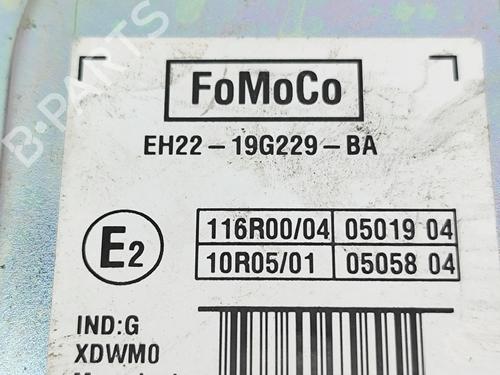 FoMoCo
EH22-19G229-BA
E2
116R00/04 05019 04
10R05/01 05058 04
IND:G
XDWM0
B-PARTS